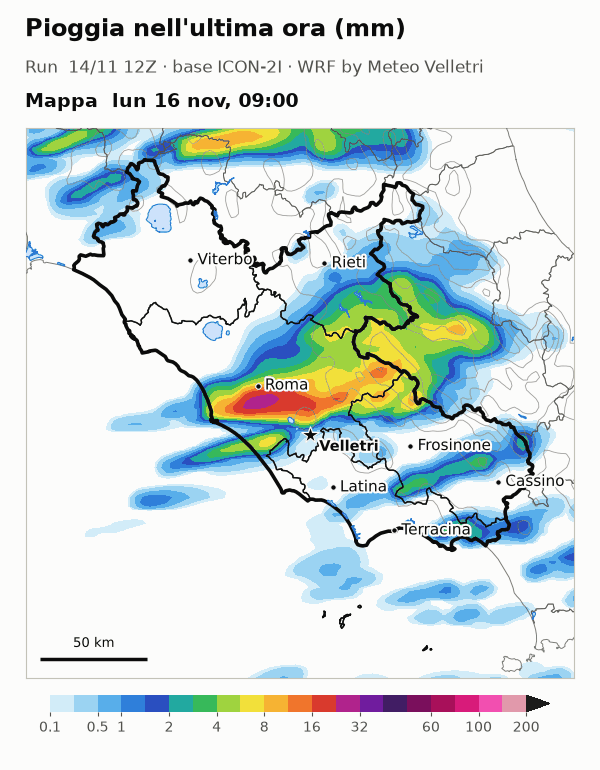 Pioggia nell'ultima ora (mm)
Run 14/11 12Z · base ICON-2I · WRF by Meteo Velletri
Mappa lun 16 nov, 09:00
Viterbo
Rieti
Roma
Velletri
Frosinone
Latina
Cassino
Terracina
50 km
0.1 0.5 1 2 4 8 16 32 60 100 200